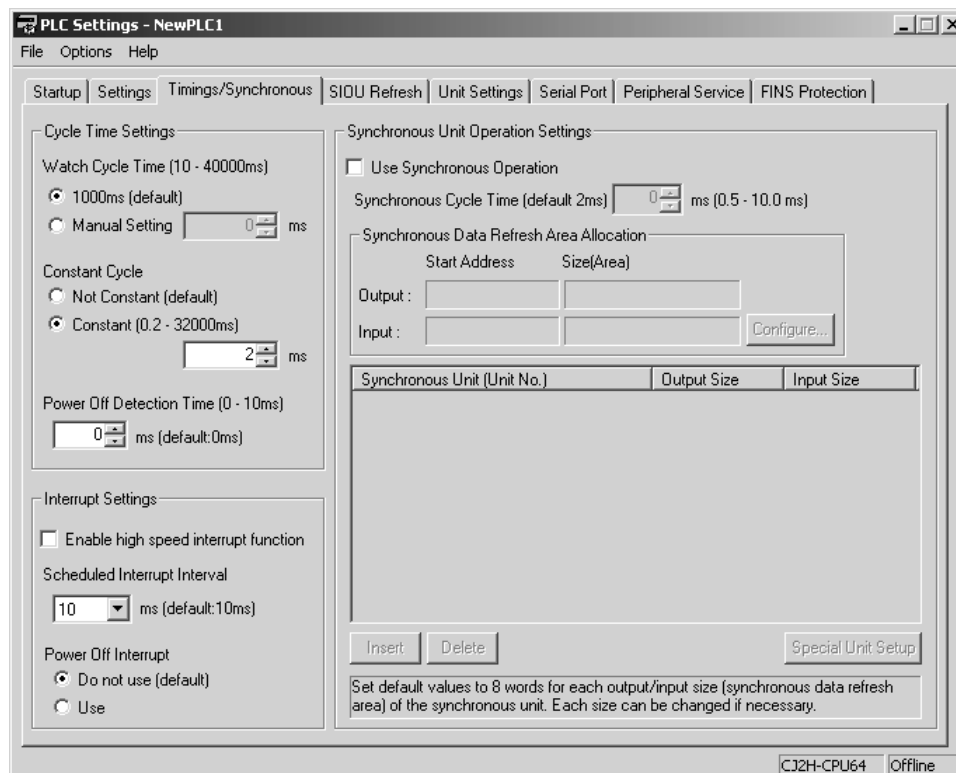 PLC Settings - NewPLC1
File Options Help
Startup Settings Timings/Synchronous SIOU Refresh Unit Settings Serial Port Peripheral Service FINS Protection
Cycle Time Settings
Watch Cycle Time (10 - 40000ms)
1000ms (default)
Manual Setting 0 ms
Constant Cycle
Not Constant (default)
Constant (0.2 - 32000ms)
2 ms
Power Off Detection Time (0 - 10ms)
0 ms (default:0ms)
Interrupt Settings
Enable high speed interrupt function
Scheduled Interrupt Interval
10 ms (default:10ms)
Power Off Interrupt
Do not use (default)
Use
Synchronous Unit Operation Settings
Use Synchronous Operation
Synchronous Cycle Time (default 2ms) 0 ms (0.5 - 10.0 ms)
Synchronous Data Refresh Area Allocation
Start Address Size(Area)
Output :
Input : Configure...
Synchronous Unit (Unit No.) Output Size Input Size
Insert Delete Special Unit Setup
Set default values to 8 words for each output/input size (synchronous data refresh
area) of the synchronous unit. Each size can be changed if necessary.
CJ2H-CPU64 Offline